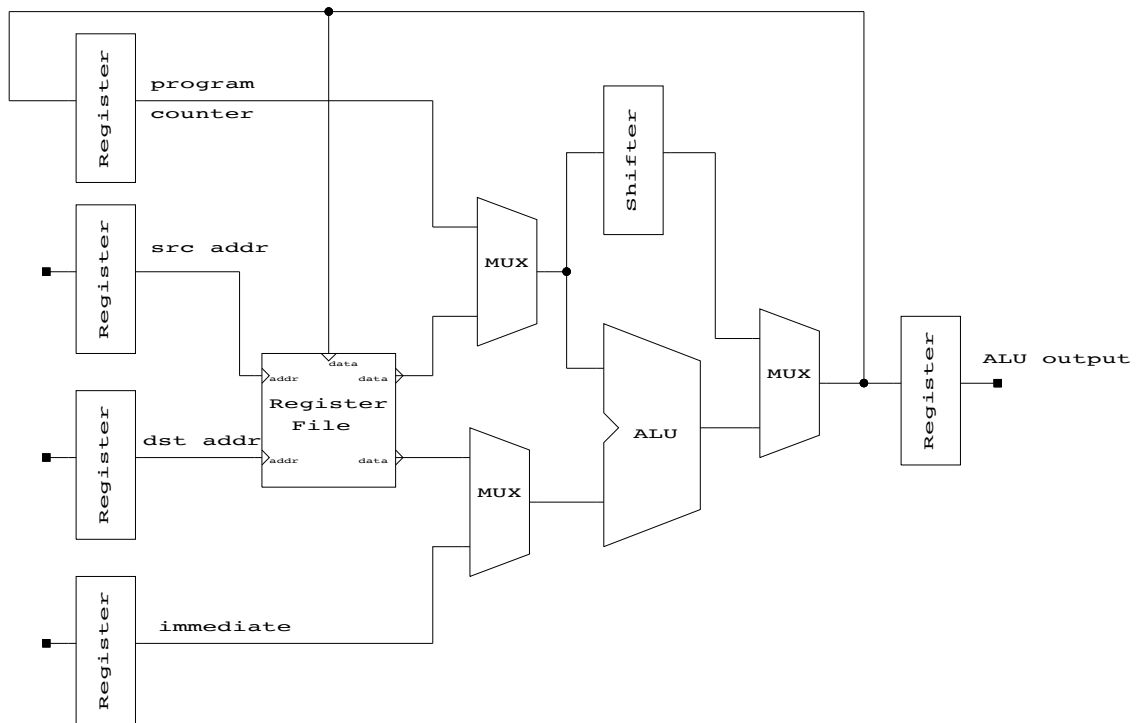 Register
program
counter
Shifter
Register
src addr
MUX
Register
ALU output
data
addr
data
MUX
Register
File
Register
dst addr
ALU
addr
data
MUX
Register
immediate